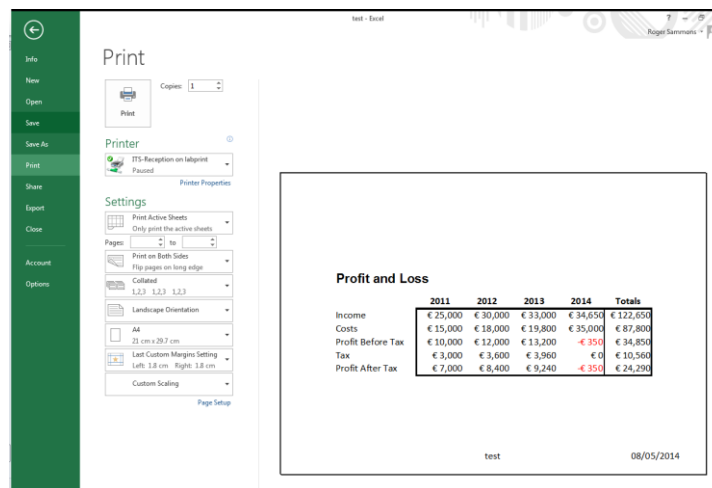 test - Excel
?
Roger Sammons
Info
New
Open
Save
Save As
Print
Share
Export
Close
Account
Options
Print
Copies: 1
Print
Printer
ITS-Reception on labprint
Paused
Printer Properties
Settings
Print Active Sheets
Only print the active sheets
Pages: to
Print on Both Sides
Flip pages on long edge
Collated
1,2,3 1,2,3 1,2,3
Landscape Orientation
A4
21 cm x 29.7 cm
Last Custom Margins Setting
Left: 1.8 cm Right: 1.8 cm
Custom Scaling
Page Setup
Profit and Loss
2011 2012 2013 2014 Totals
Income € 25,000 € 30,000 € 33,000 € 34,650 € 122,650
Costs € 15,000 € 18,000 € 19,800 € 35,000 € 87,800
Profit Before Tax € 10,000 € 12,000 € 13,200 -€ 350 € 34,850
Tax € 3,000 € 3,600 € 3,960 € 0 € 10,560
Profit After Tax € 7,000 € 8,400 € 9,240 -€ 350 € 24,290
test 08/05/2014